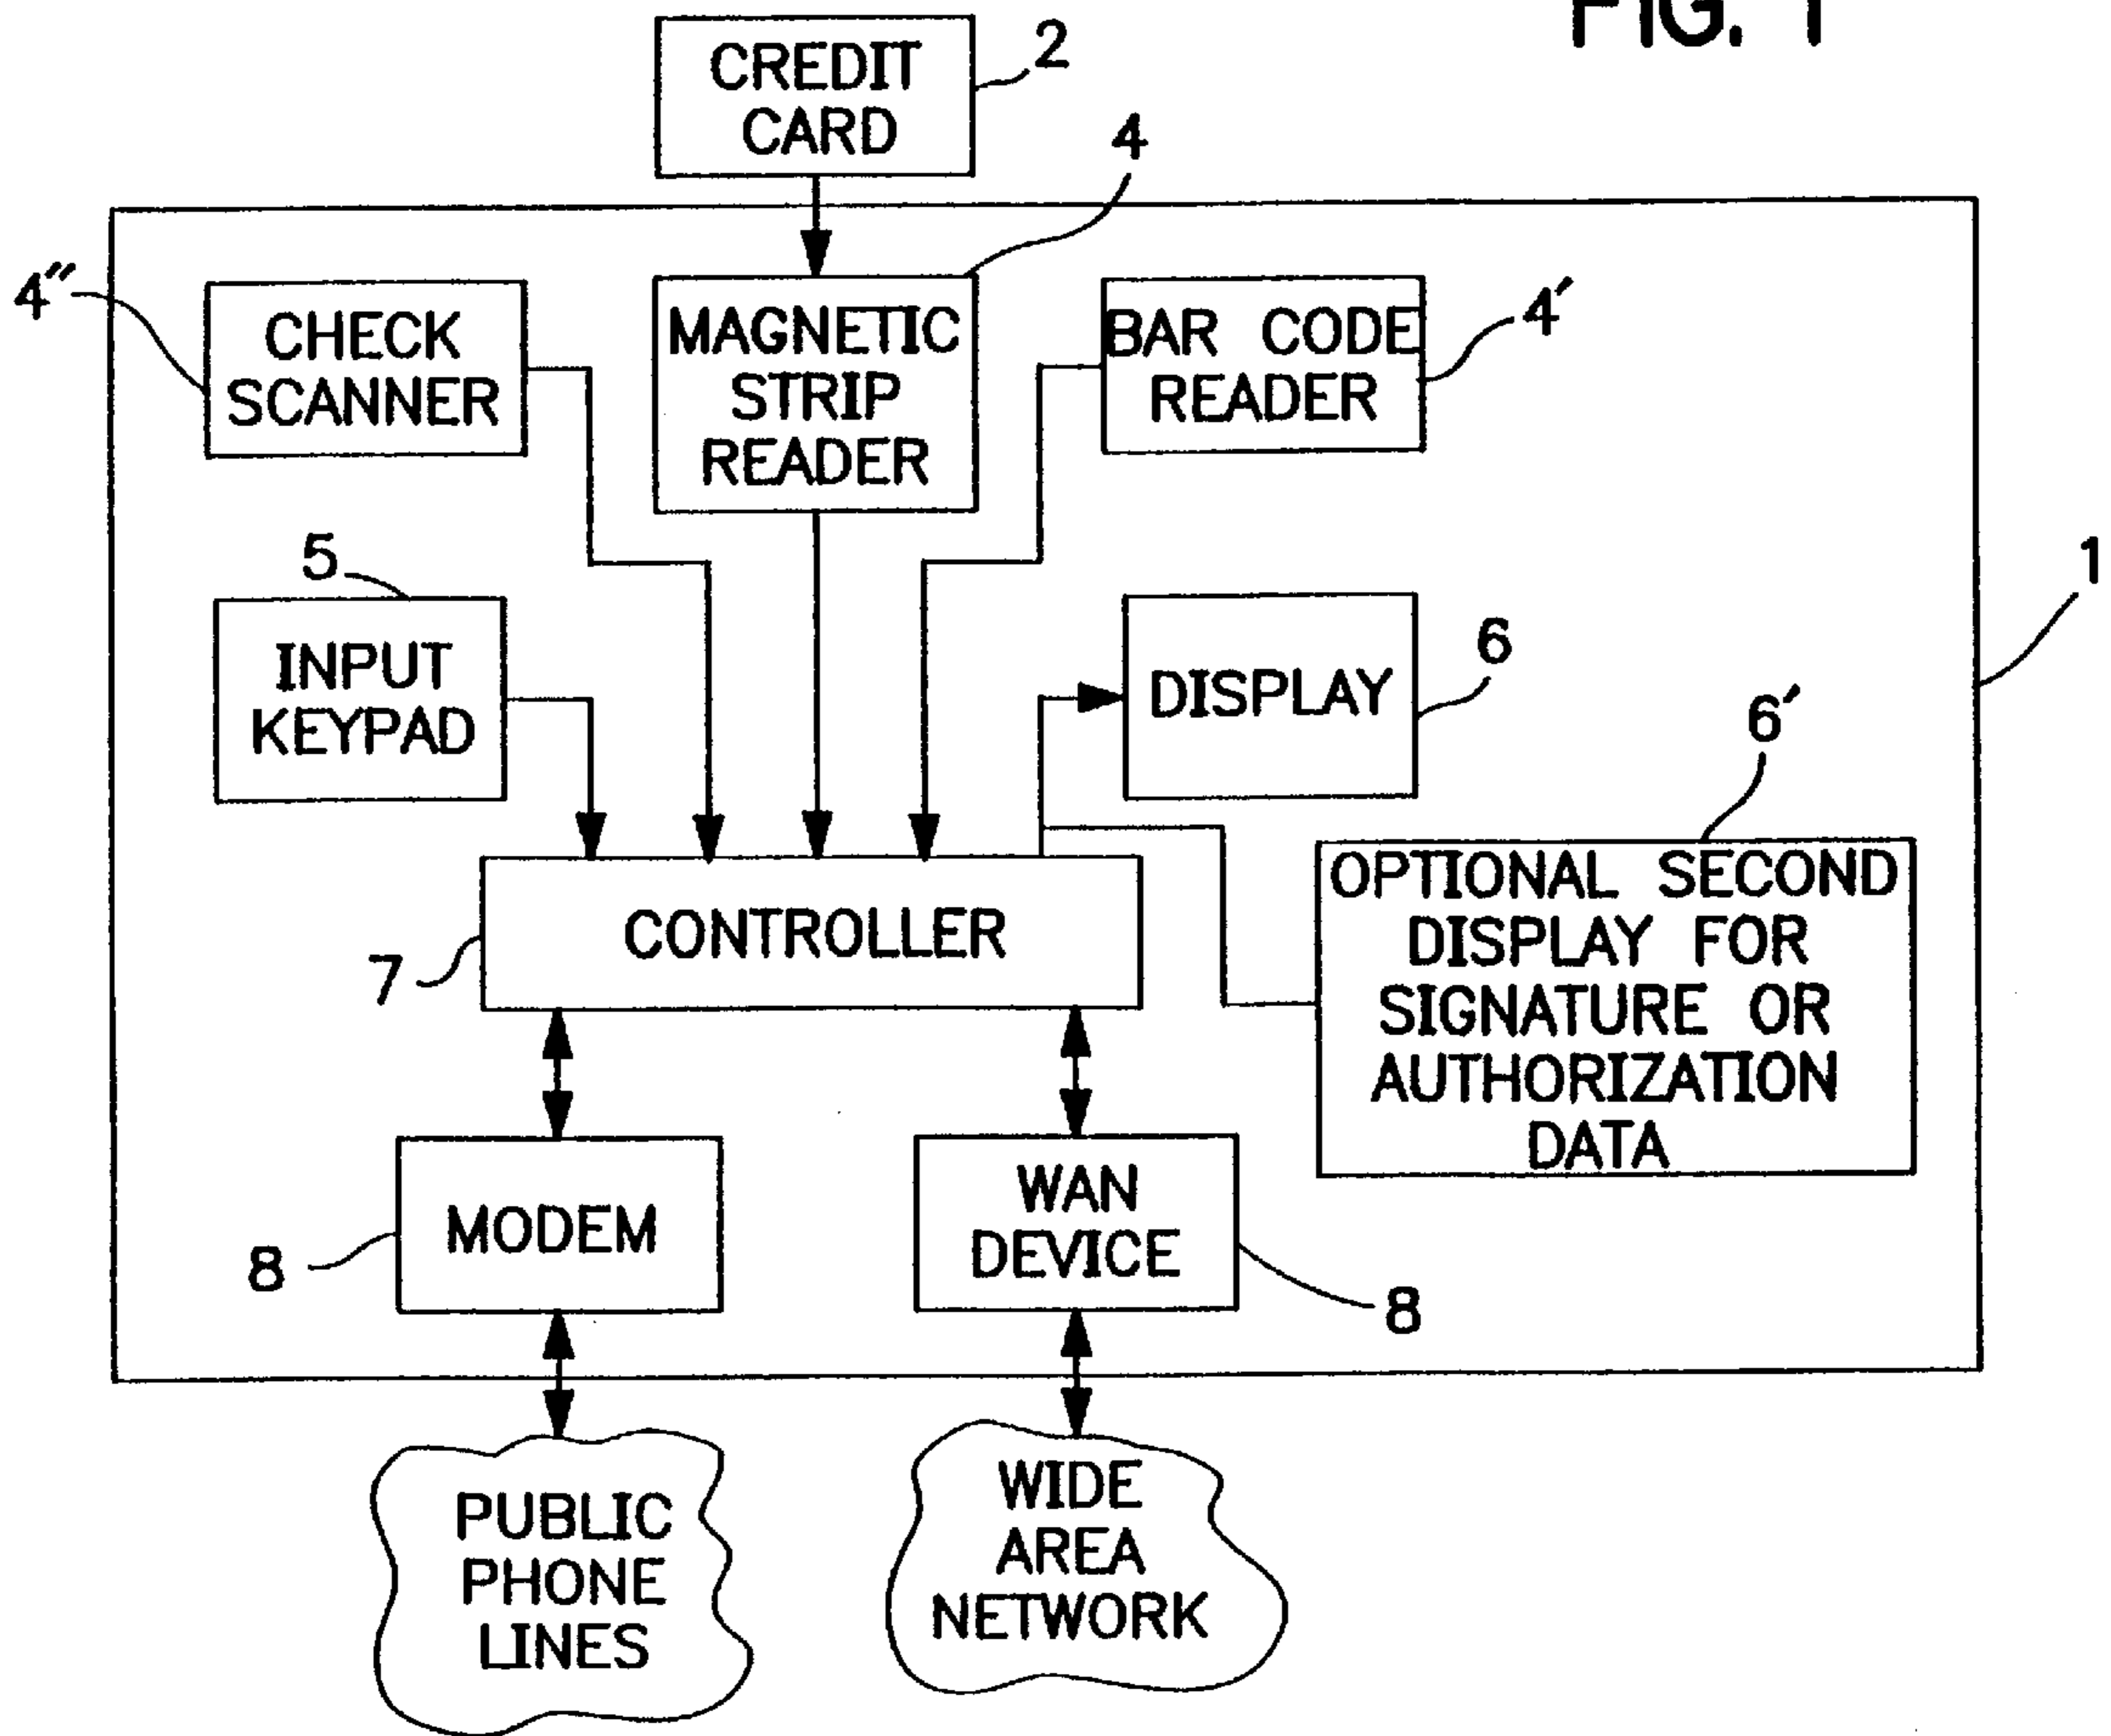 FIG. 1
CREDIT
CARD
2
4
4"
CHECK
SCANNER
MAGNETIC
STRIP
READER
BAR CODE
READER
4'
5
INPUT
KEYPAD
DISPLAY
6
1
6'
CONTROLLER
7
OPTIONAL SECOND
DISPLAY FOR
SIGNATURE OR
AUTHORIZATION
DATA
MODEM
8
WAN
DEVICE
8
PUBLIC
PHONE
LINES
WIDE
AREA
NETWORK